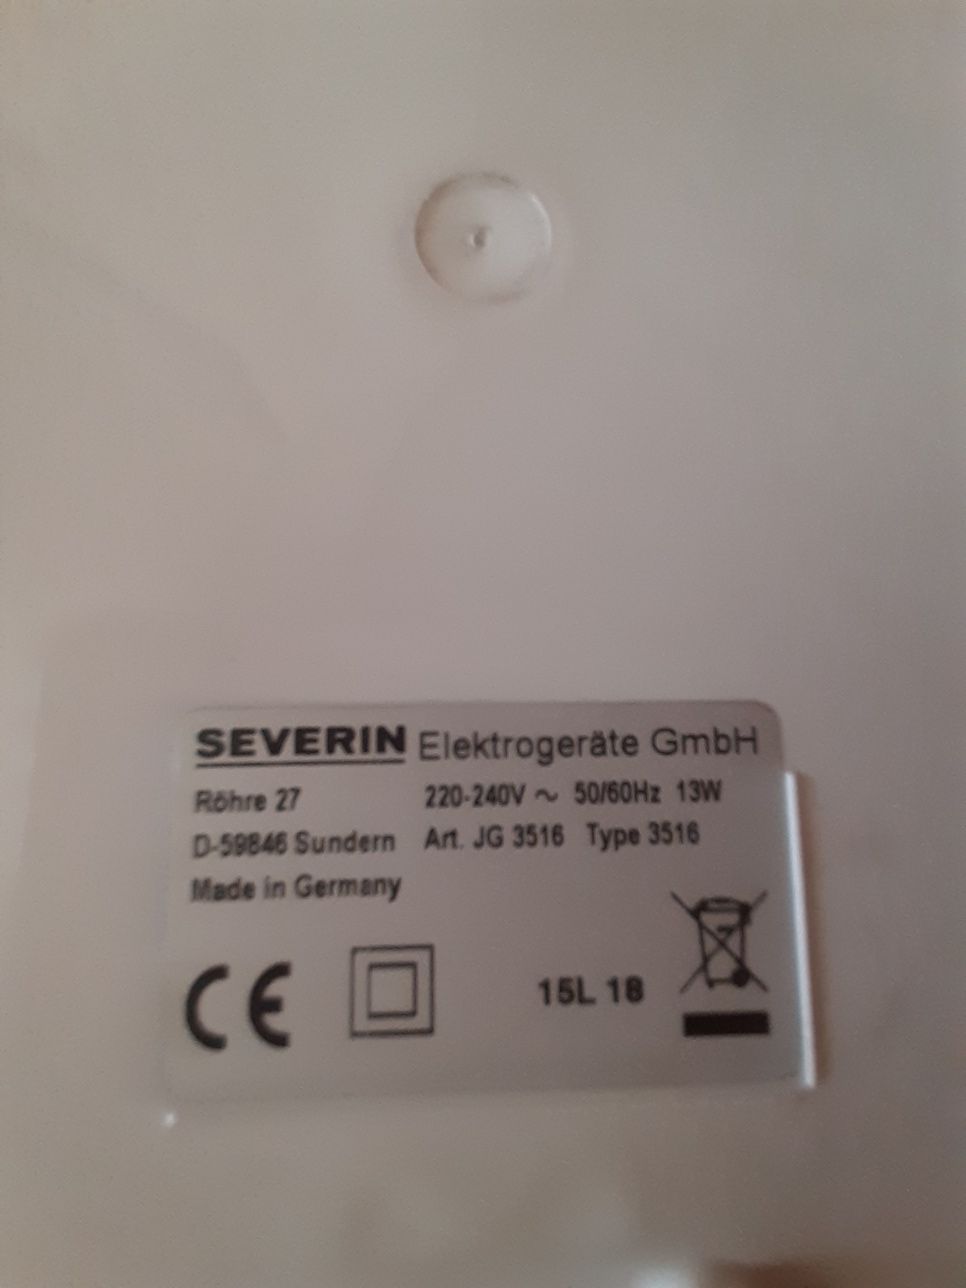 SEVERIN Elektrogeräte GmbH
Röhre 27 220-240V ~ 50/60Hz 13W
D-59846 Sundern Art. JG 3516 Type 3516
Made in Germany
CE 15L 18